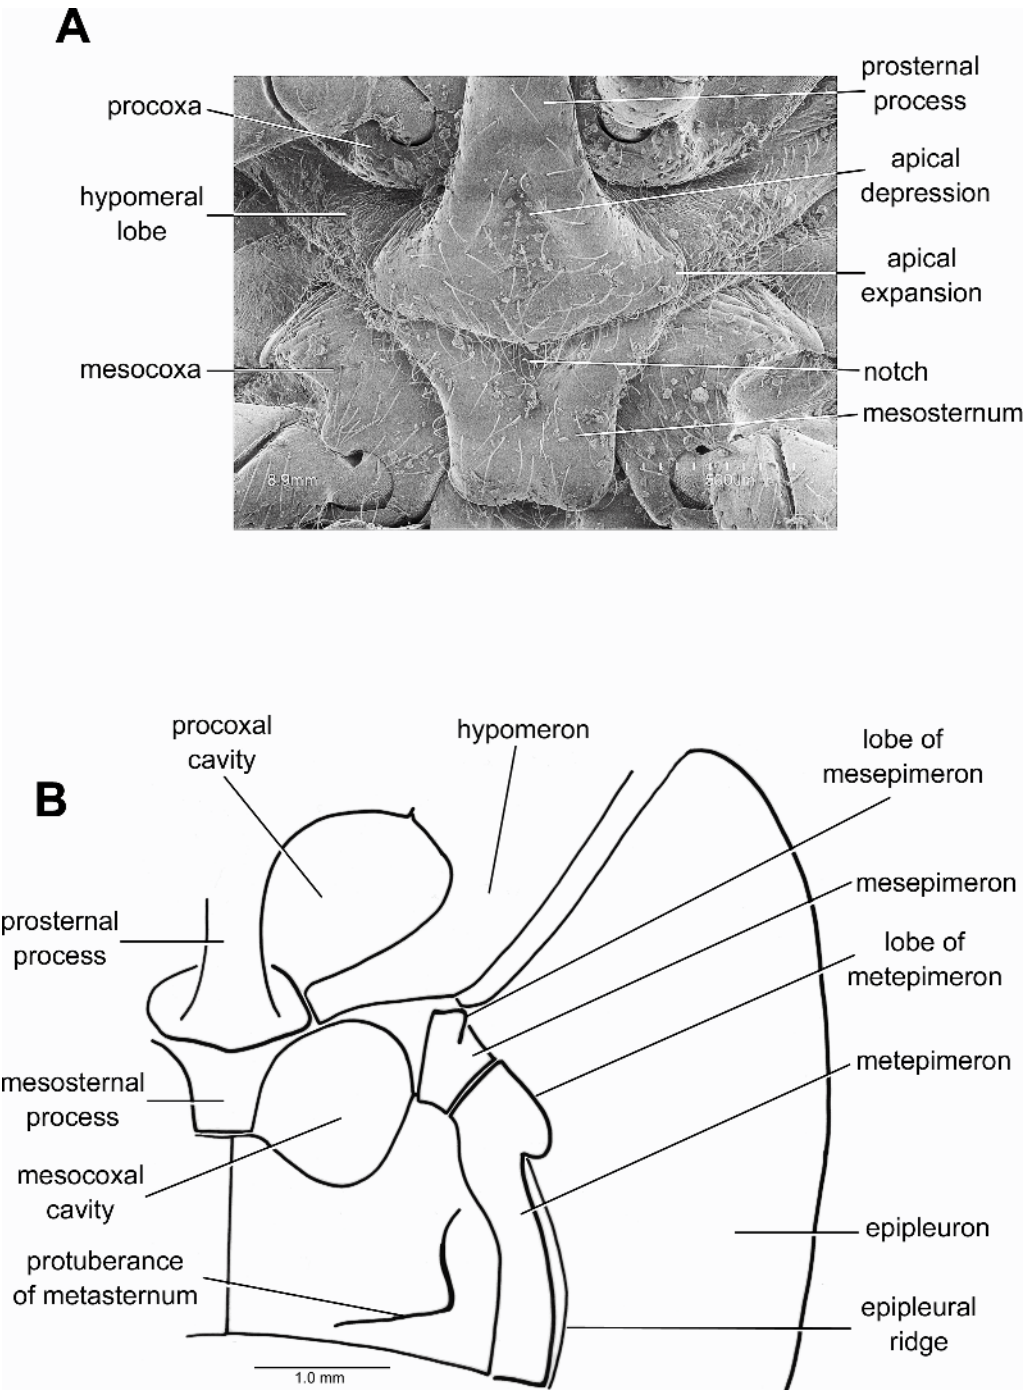 A
procoxa
hypomeral
lobe
mesocoxa
prosternal
process
apical
depression
apical
expansion
notch
mesosternum
8.9mm
500um
B
procoxal
cavity
hypomeron
lobe of
mesepimeron
mesepimeron
lobe of
metepimeron
metepimeron
epipleuron
epipleural
ridge
prosternal
process
mesosternal
process
mesocoxal
cavity
protuberance
of metasternum
1.0 mm